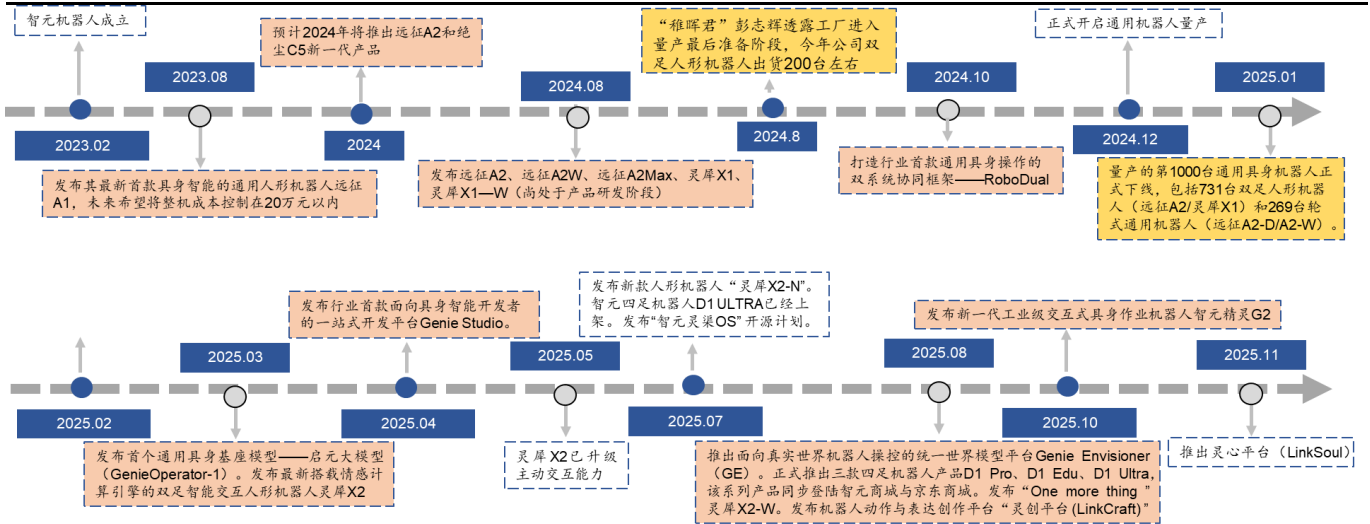 智元机器人成立
预计2024年将推出远征A2和绝
尘C5新一代产品
“稚晖君”彭志辉透露工厂进入
量产最后准备阶段，今年公司双
足人形机器人出货200台左右
正式开启通用机器人量产
2023.08
2024.08
2024.10
2025.01
2023.02
2024
2024.8
2024.12
发布其最新首款具身智能的通用人形机器人远征
A1，未来希望将整机成本控制在20万元以内
发布远征A2、远征A2W、远征A2Max、灵犀X1、
灵犀X1—W（尚处于产品研发阶段）
打造行业首款通用具身操作的
双系统协同框架——RoboDual
量产的第1000台通用具身机器人正
式下线，包括731台双足人形机器
人（远征A2/灵犀X1）和269台轮
式通用机器人（远征A2-D/A2-W）。
发布行业首款面向具身智能开发者
的一站式开发平台Genie Studio。
发布新款人形机器人“灵犀X2-N”。
智元四足机器人D1 ULTRA已经上
架。发布“智元灵渠OS”开源计划。
发布新一代工业级交互式具身作业机器人智元精灵G2
2025.03
2025.05
2025.08
2025.11
2025.02
2025.04
2025.07
2025.10
发布首个通用具身基座模型——启元大模型
（GenieOperator-1）。发布最新搭载情感计
算引擎的双足智能交互人形机器人灵犀X2
灵犀X2已升级
主动交互能力
推出面向真实世界机器人操控的统一世界模型平台Genie Envisioner
（GE）。正式推出三款四足机器人产品D1 Pro、D1 Edu、D1 Ultra，
该系列产品同步登陆智元商城与京东商城。发布“One more thing”
灵犀X2-W。发布机器人动作与表达创作平台“灵创平台(LinkCraft)”
推出灵心平台（LinkSoul）